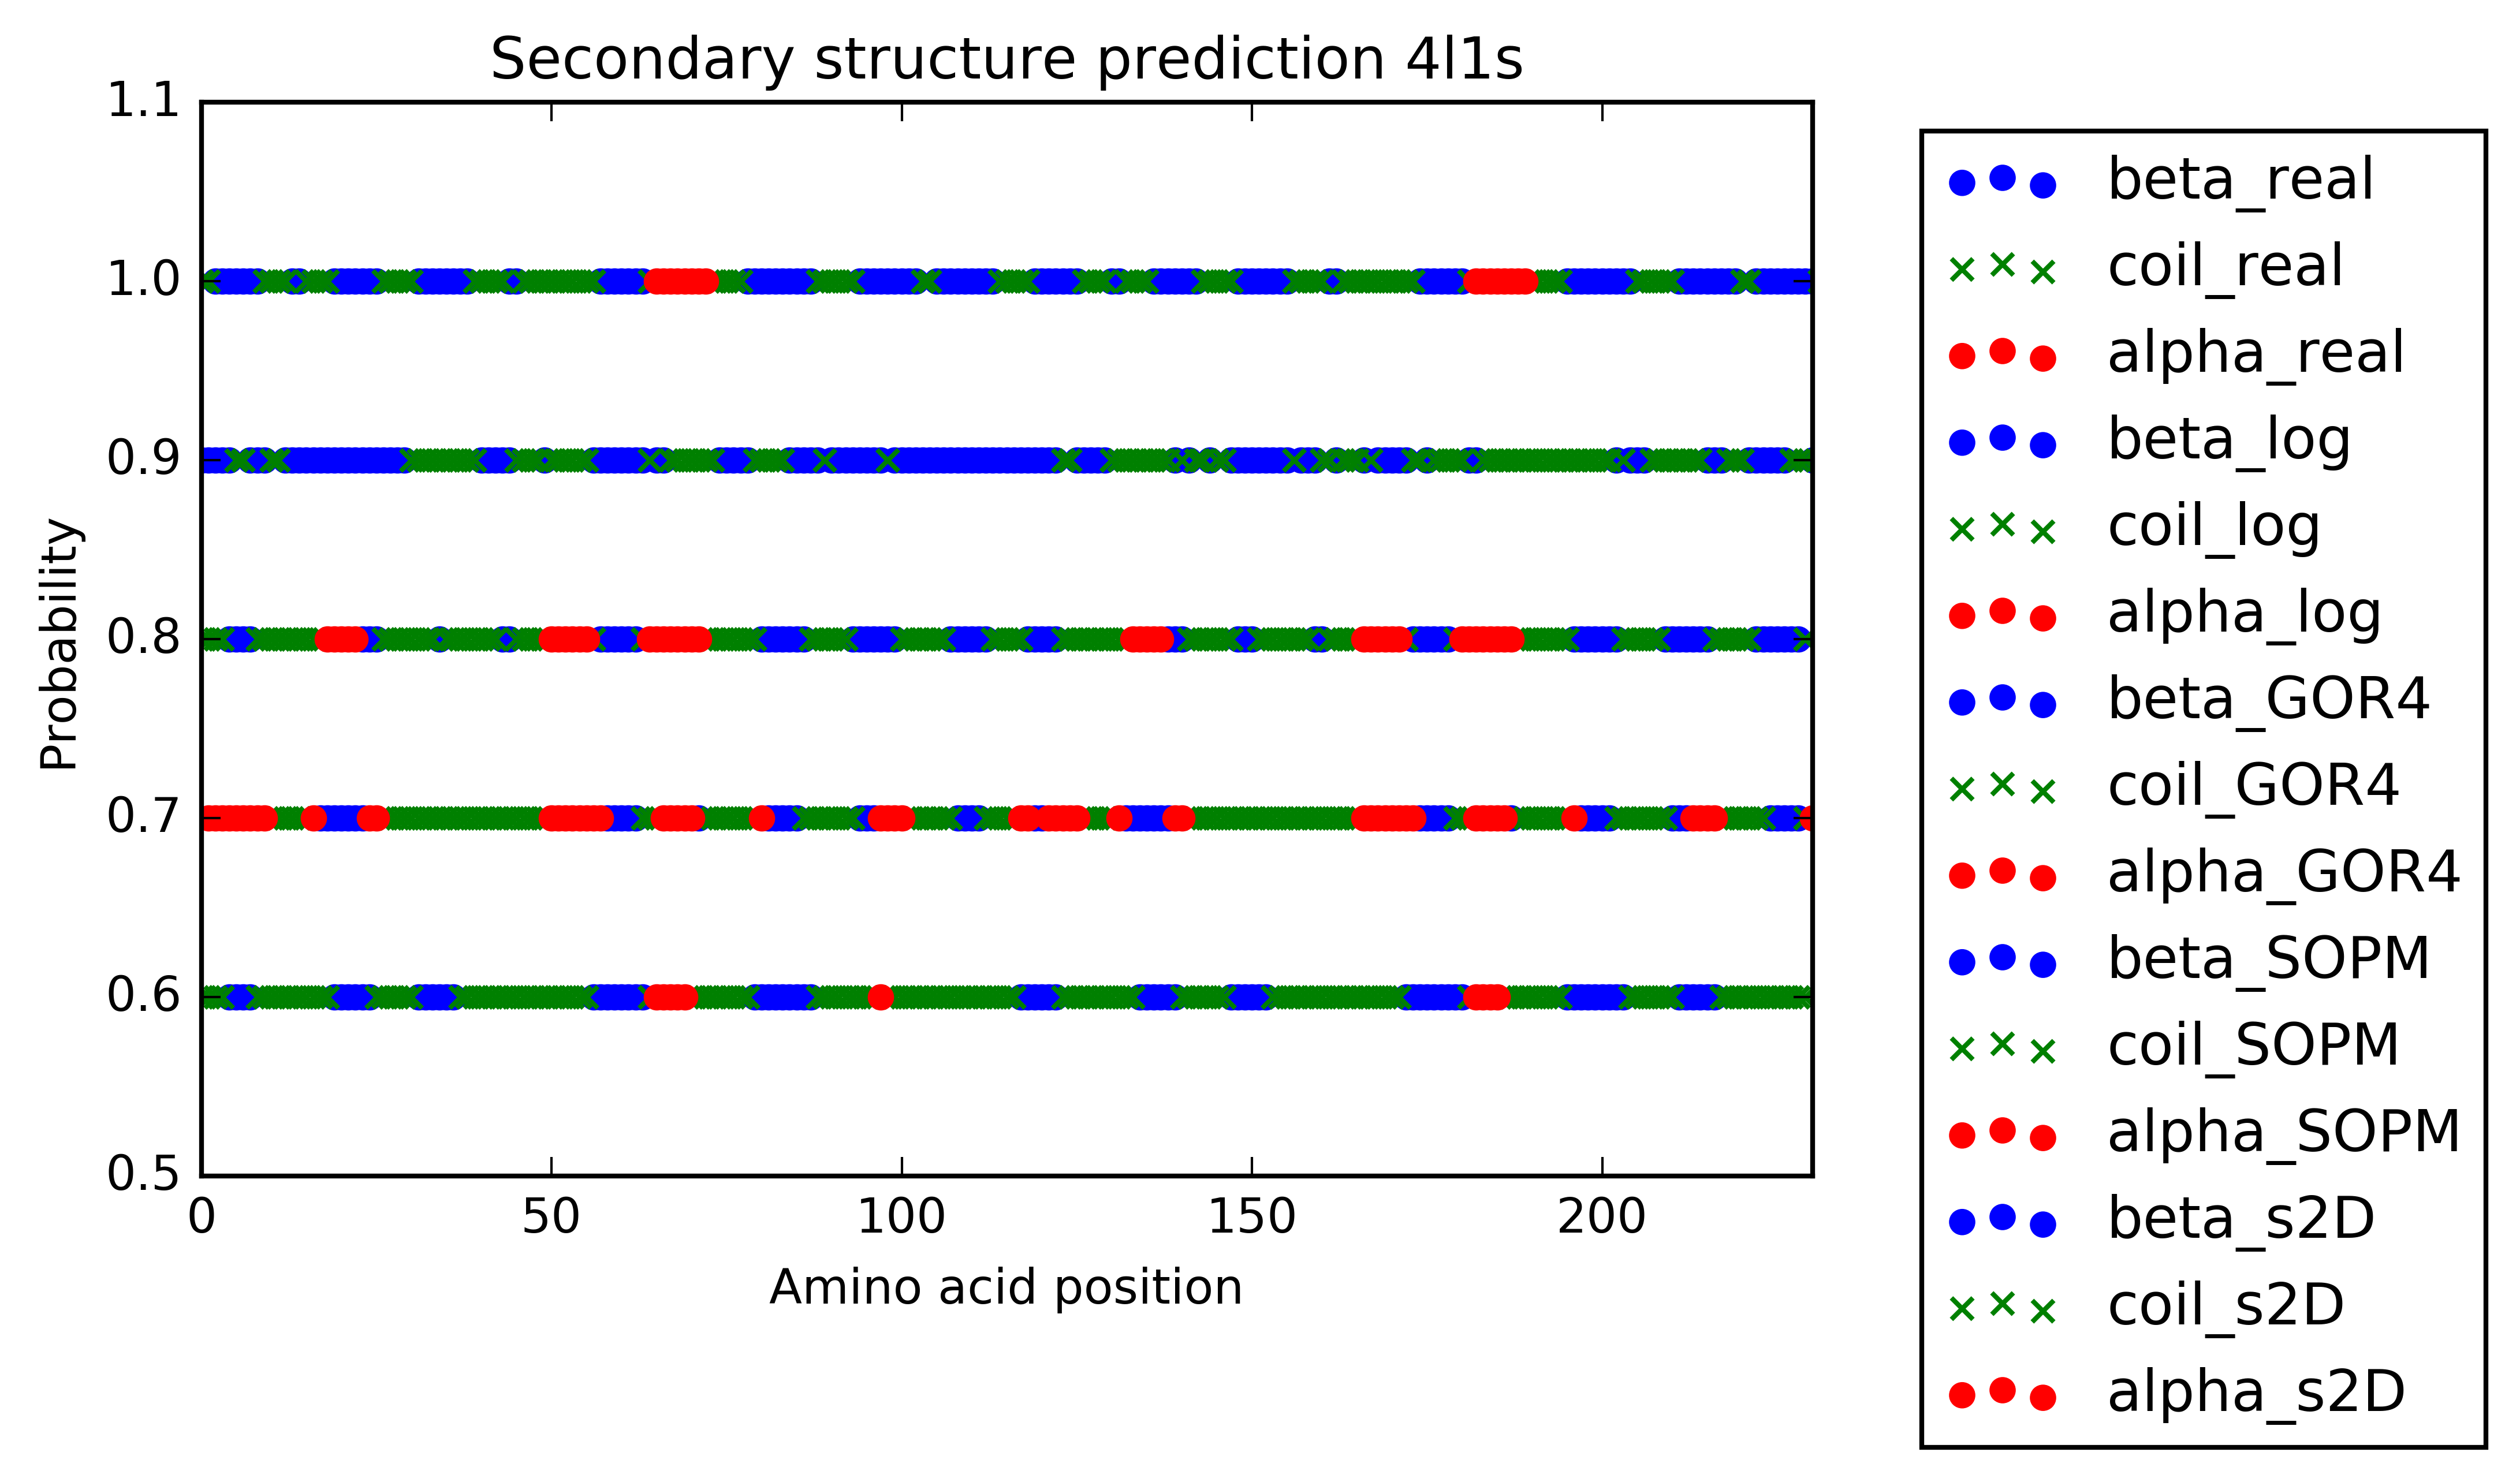 Secondary structure prediction 4l1s
1.1
1.0
0.9
0.8
0.7
0.6
0.5
Probability
0 50 100 150 200
Amino acid position
beta_real
coil_real
alpha_real
beta_log
coil_log
alpha_log
beta_GOR4
coil_GOR4
alpha_GOR4
beta_SOPM
coil_SOPM
alpha_SOPM
beta_s2D
coil_s2D
alpha_s2D